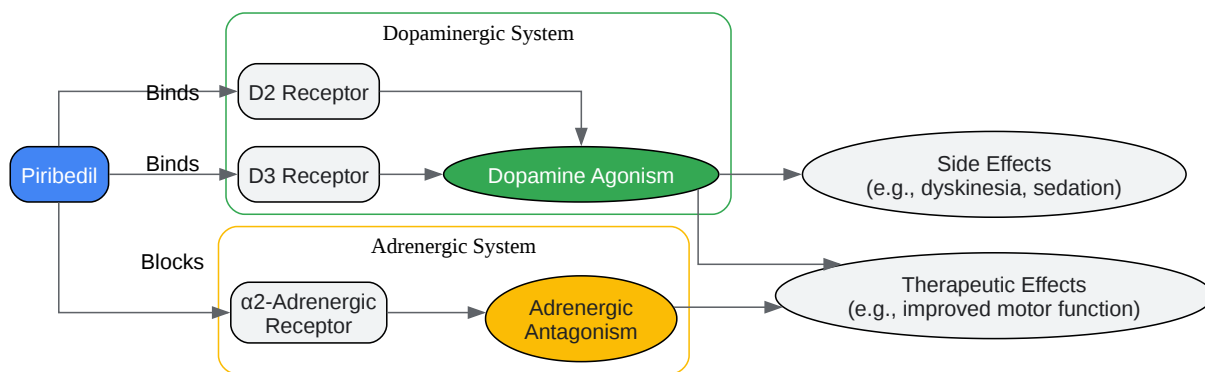 Dopaminergic System
Binds
D2 Receptor
Piribedil
Binds
D3 Receptor
Dopamine Agonism
Side Effects
(e.g., dyskinesia, sedation)
Adrenergic System
Blocks
α2-Adrenergic
Receptor
Adrenergic
Antagonism
Therapeutic Effects
(e.g., improved motor function)